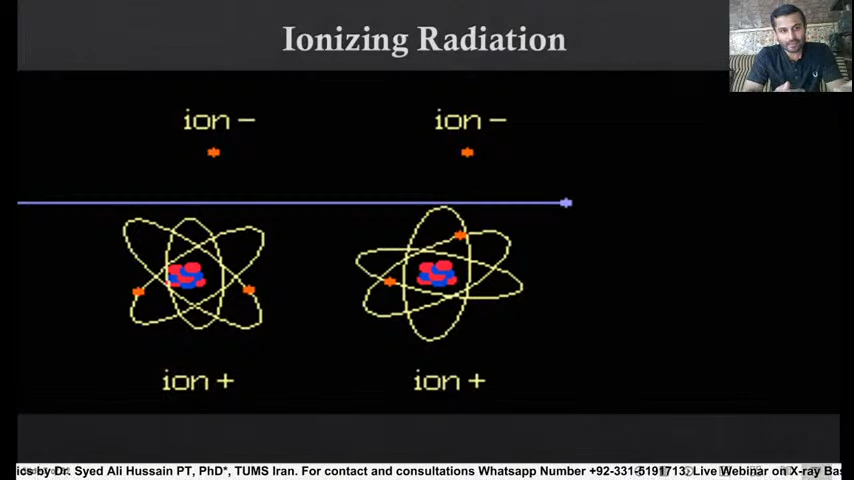 Ionizing Radiation
ion − ion −
ion + ion +
ics by Dr. Syed Ali Hussain PT, PhD*, TUMS Iran. For contact and consultations Whatsapp Number +92-331-5191713. Live Webinar on X-ray Bas